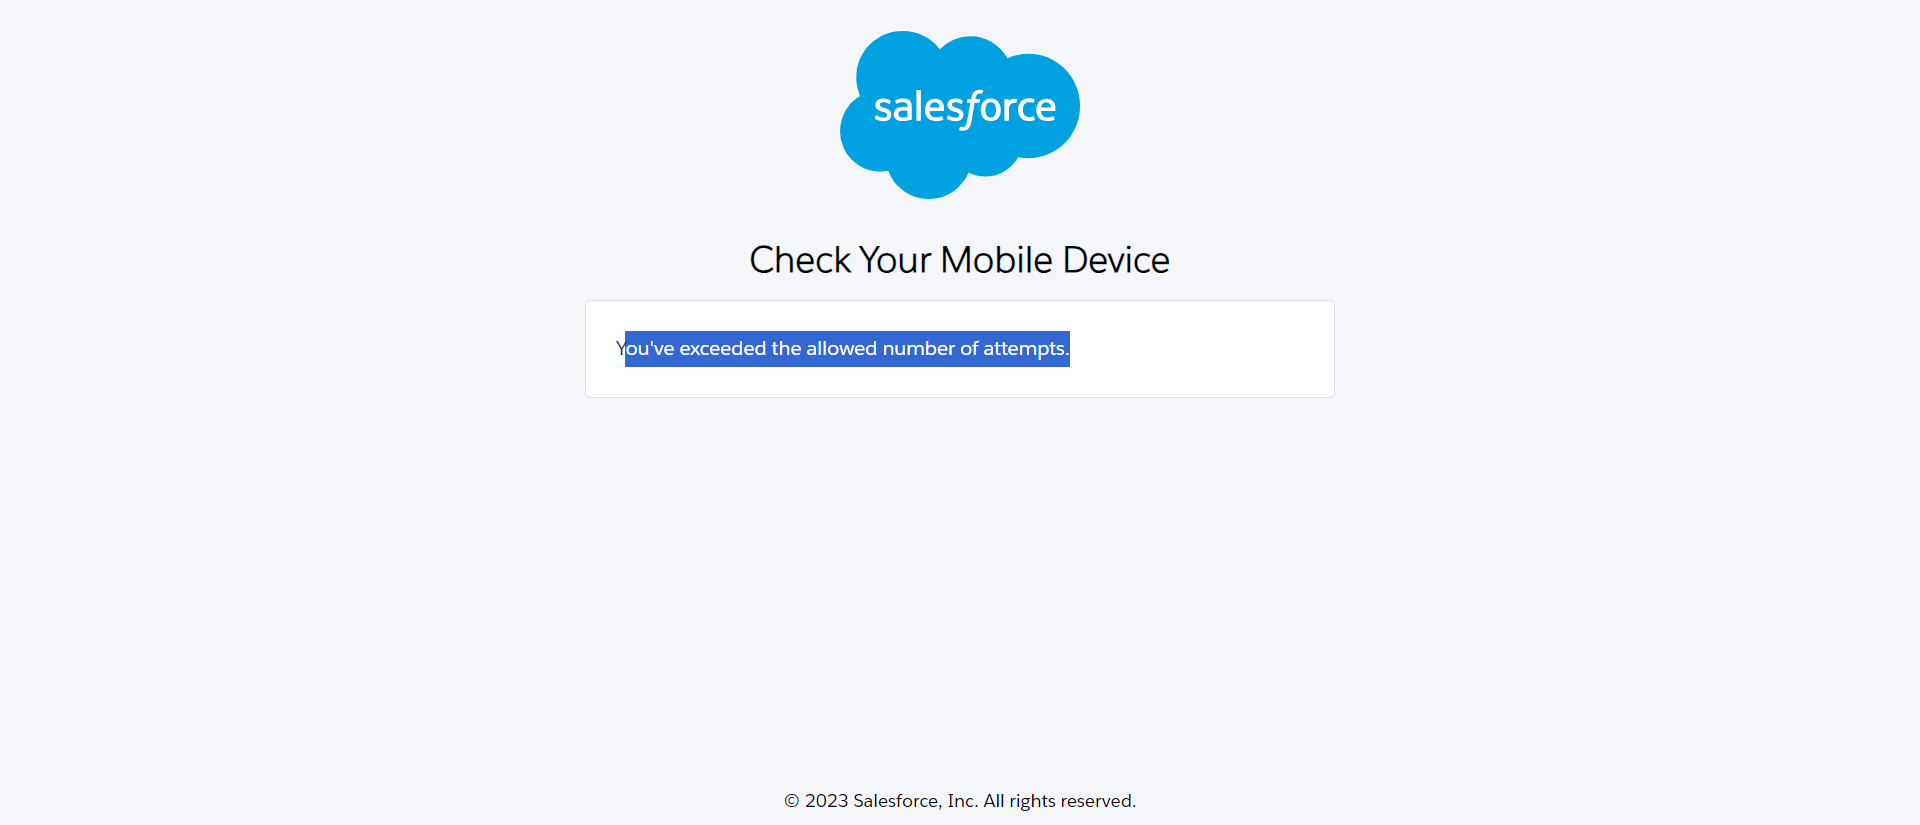 salesforce
Check Your Mobile Device
You've exceeded the allowed number of attempts.
© 2023 Salesforce, Inc. All rights reserved.